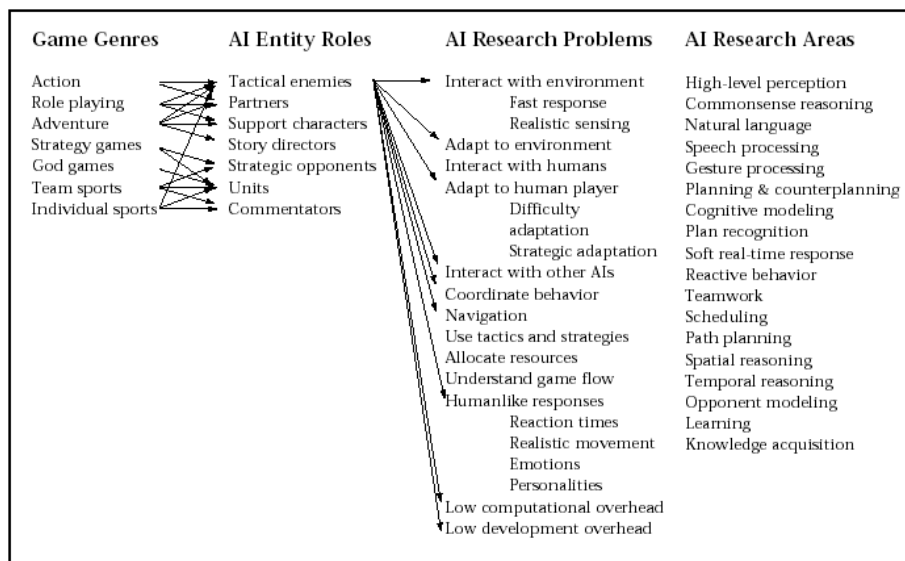 Game Genres
Action
Role playing
Adventure
Strategy games
God games
Team sports
Individual sports
AI Entity Roles
Tactical enemies
Partners
Support characters
Story directors
Strategic opponents
Units
Commentators
AI Research Problems
Interact with environment
Fast response
Realistic sensing
Adapt to environment
Interact with humans
Adapt to human player
Difficulty
adaptation
Strategic adaptation
Interact with other AIs
Coordinate behavior
Navigation
Use tactics and strategies
Allocate resources
Understand game flow
Humanlike responses
Reaction times
Realistic movement
Emotions
Personalities
Low computational overhead
Low development overhead
AI Research Areas
High-level perception
Commonsense reasoning
Natural language
Speech processing
Gesture processing
Planning & counterplanning
Cognitive modeling
Plan recognition
Soft real-time response
Reactive behavior
Teamwork
Scheduling
Path planning
Spatial reasoning
Temporal reasoning
Opponent modeling
Learning
Knowledge acquisition